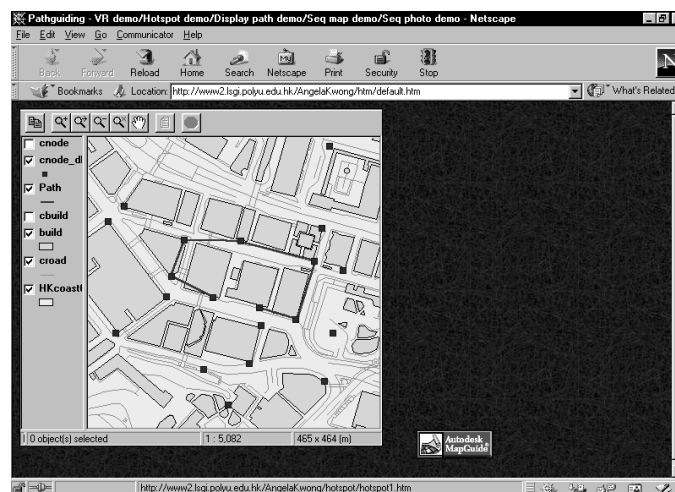 Pathguiding - VR demo/Hotspot demo/Display path demo/Seq map demo/Seq photo demo - Netscape
File Edit View Go Communicator Help
Back Forward Reload Home Search Netscape Print Security Stop
Bookmarks Location: http://www2.lsgi.polyu.edu.hk/AngelaKwong/htm/default.htm What's Related
cnode
cnode_d
Path
cbuild
build
croad
HKcoast
0 object(s) selected 1 : 5,082 465 x 464 (m)
Autodesk
MapGuide
http://www2.lsgi.polyu.edu.hk/AngelaKwong/hotspot/hotspot1.htm